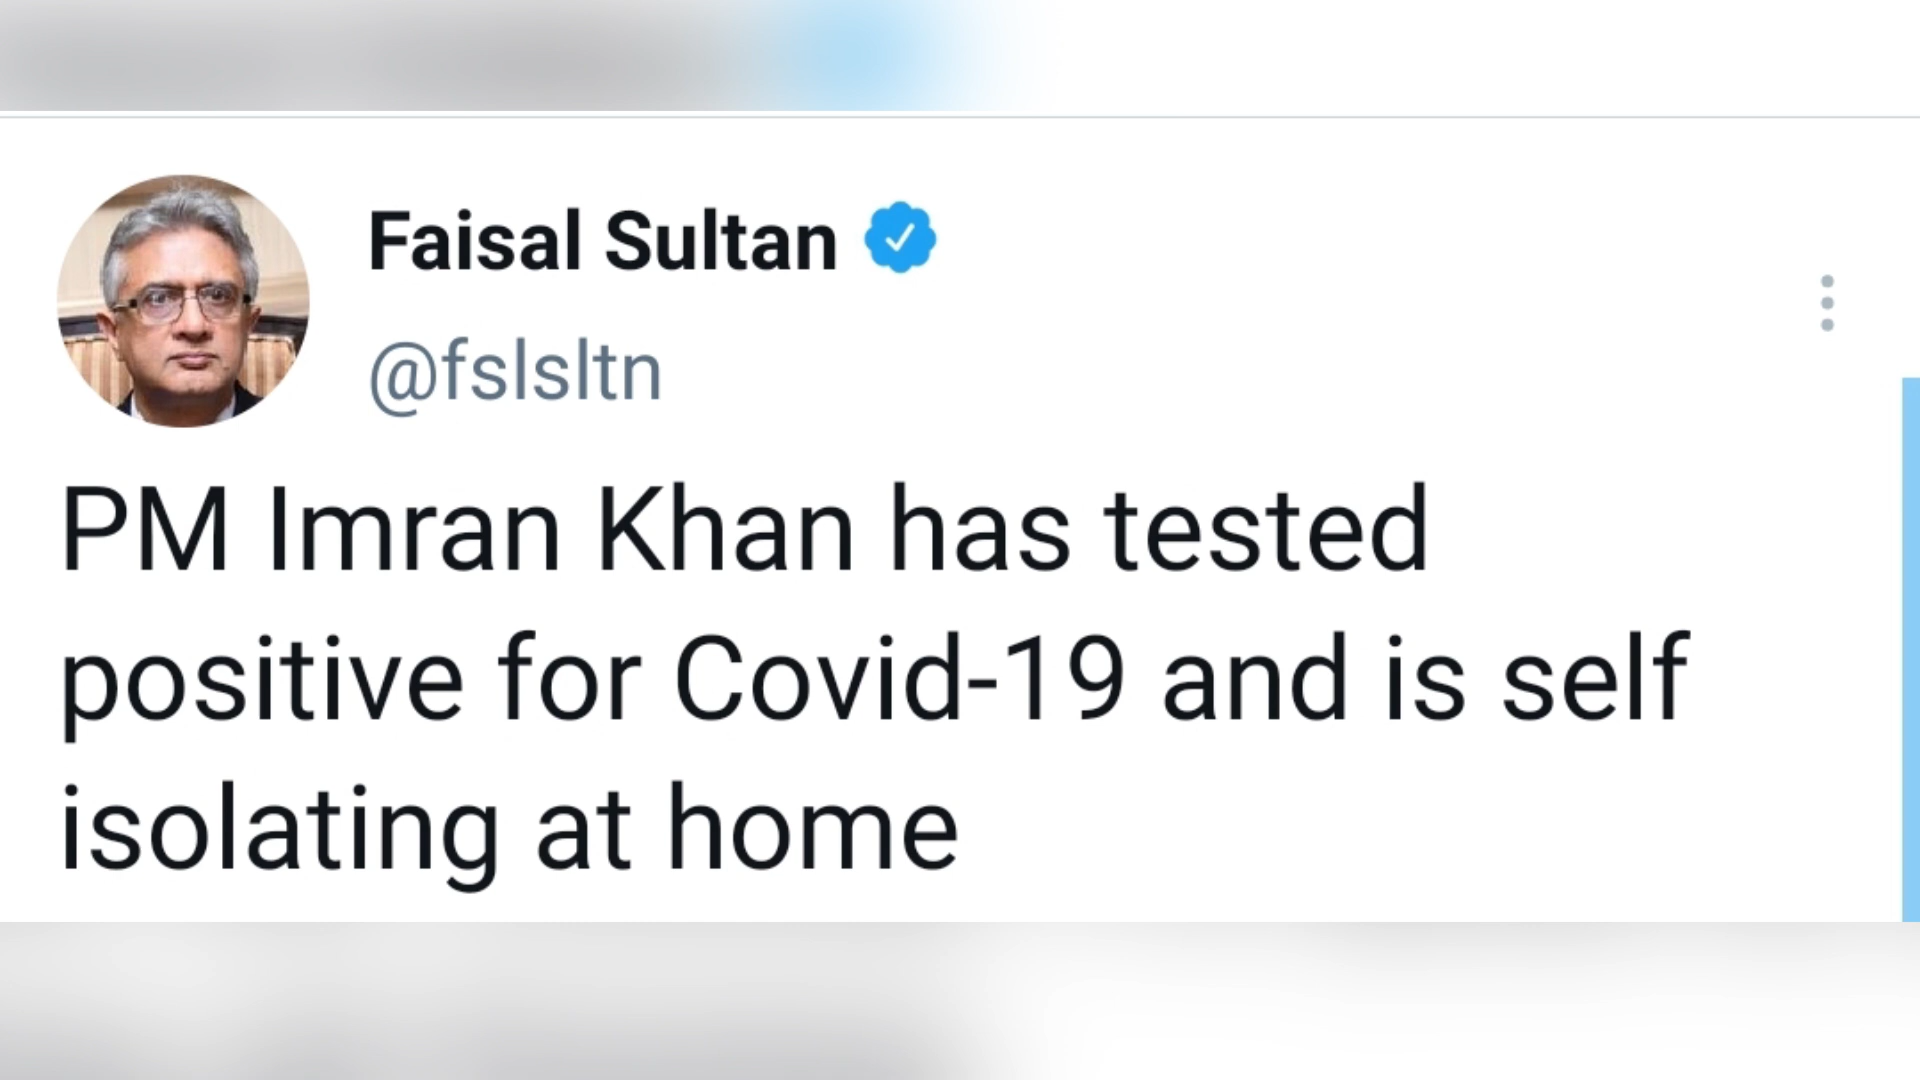 Faisal Sultan
@fslsltn
PM Imran Khan has tested
positive for Covid-19 and is self
isolating at home